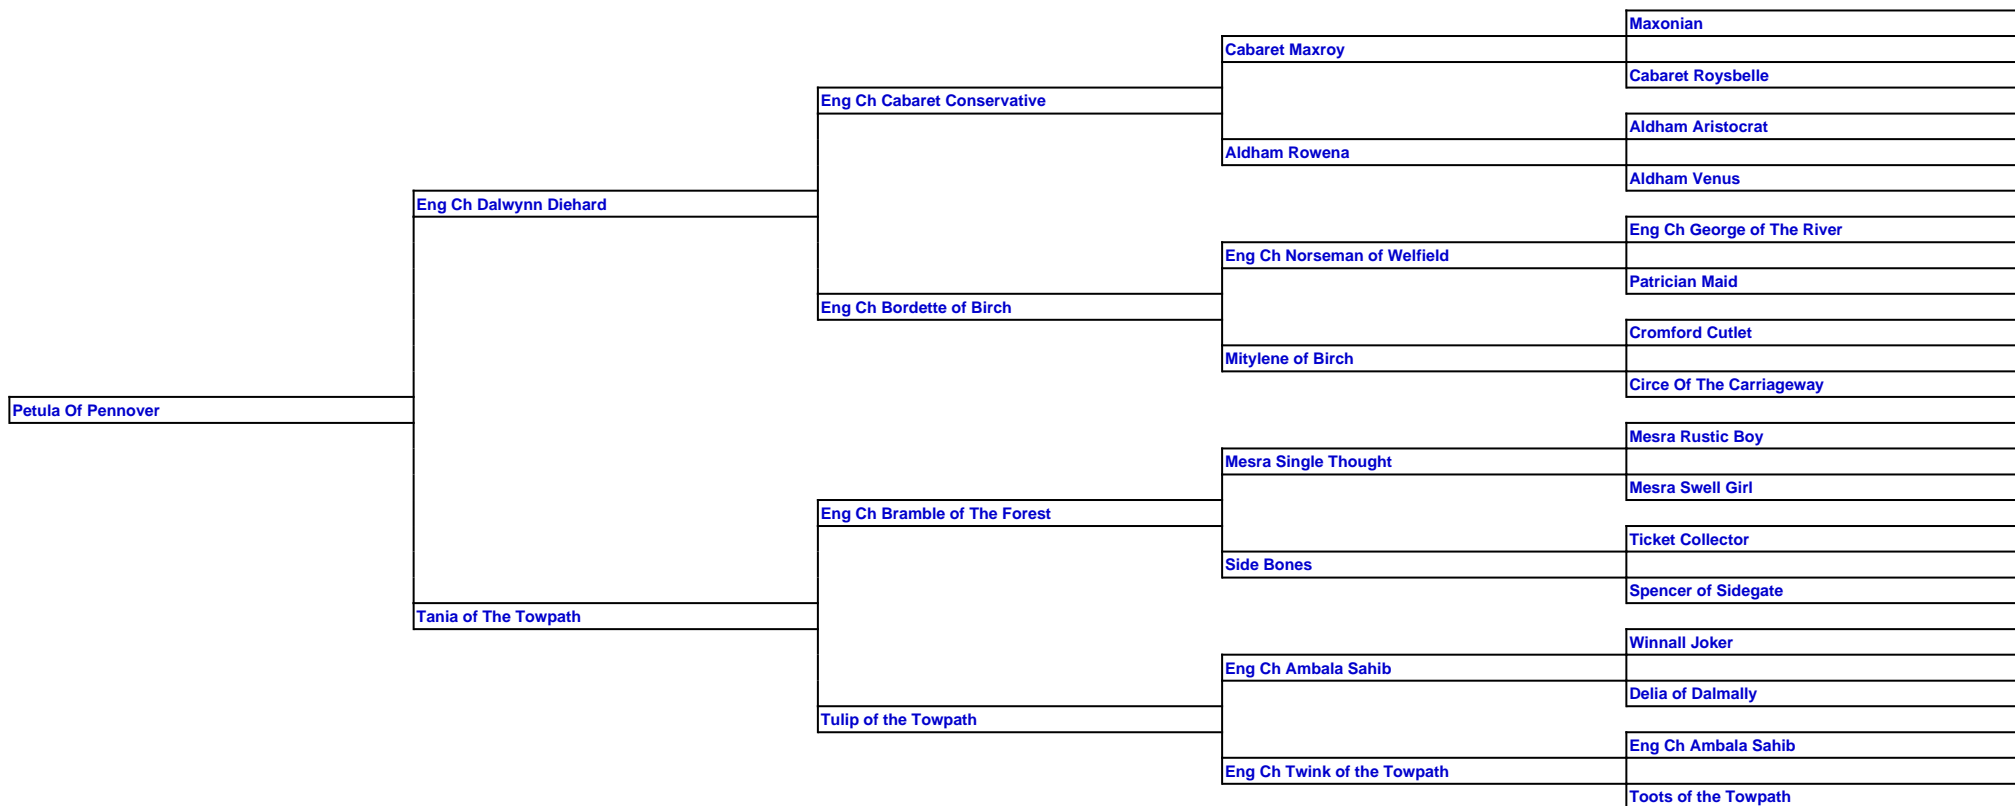 Maxonian
Cabaret Maxroy
Cabaret Roysbelle
Eng Ch Cabaret Conservative
Aldham Aristocrat
Aldham Rowena
Aldham Venus
Eng Ch Dalwynn Diehard
Eng Ch George of The River
Eng Ch Norseman of Welfield
Patrician Maid
Eng Ch Bordette of Birch
Cromford Cutlet
Mitylene of Birch
Circe Of The Carriageway
Petula Of Pennover
Mesra Rustic Boy
Mesra Single Thought
Mesra Swell Girl
Eng Ch Bramble of The Forest
Ticket Collector
Side Bones
Spencer of Sidegate
Tania of The Towpath
Winnall Joker
Eng Ch Ambala Sahib
Delia of Dalmally
Tulip of the Towpath
Eng Ch Ambala Sahib
Eng Ch Twink of the Towpath
Toots of the Towpath